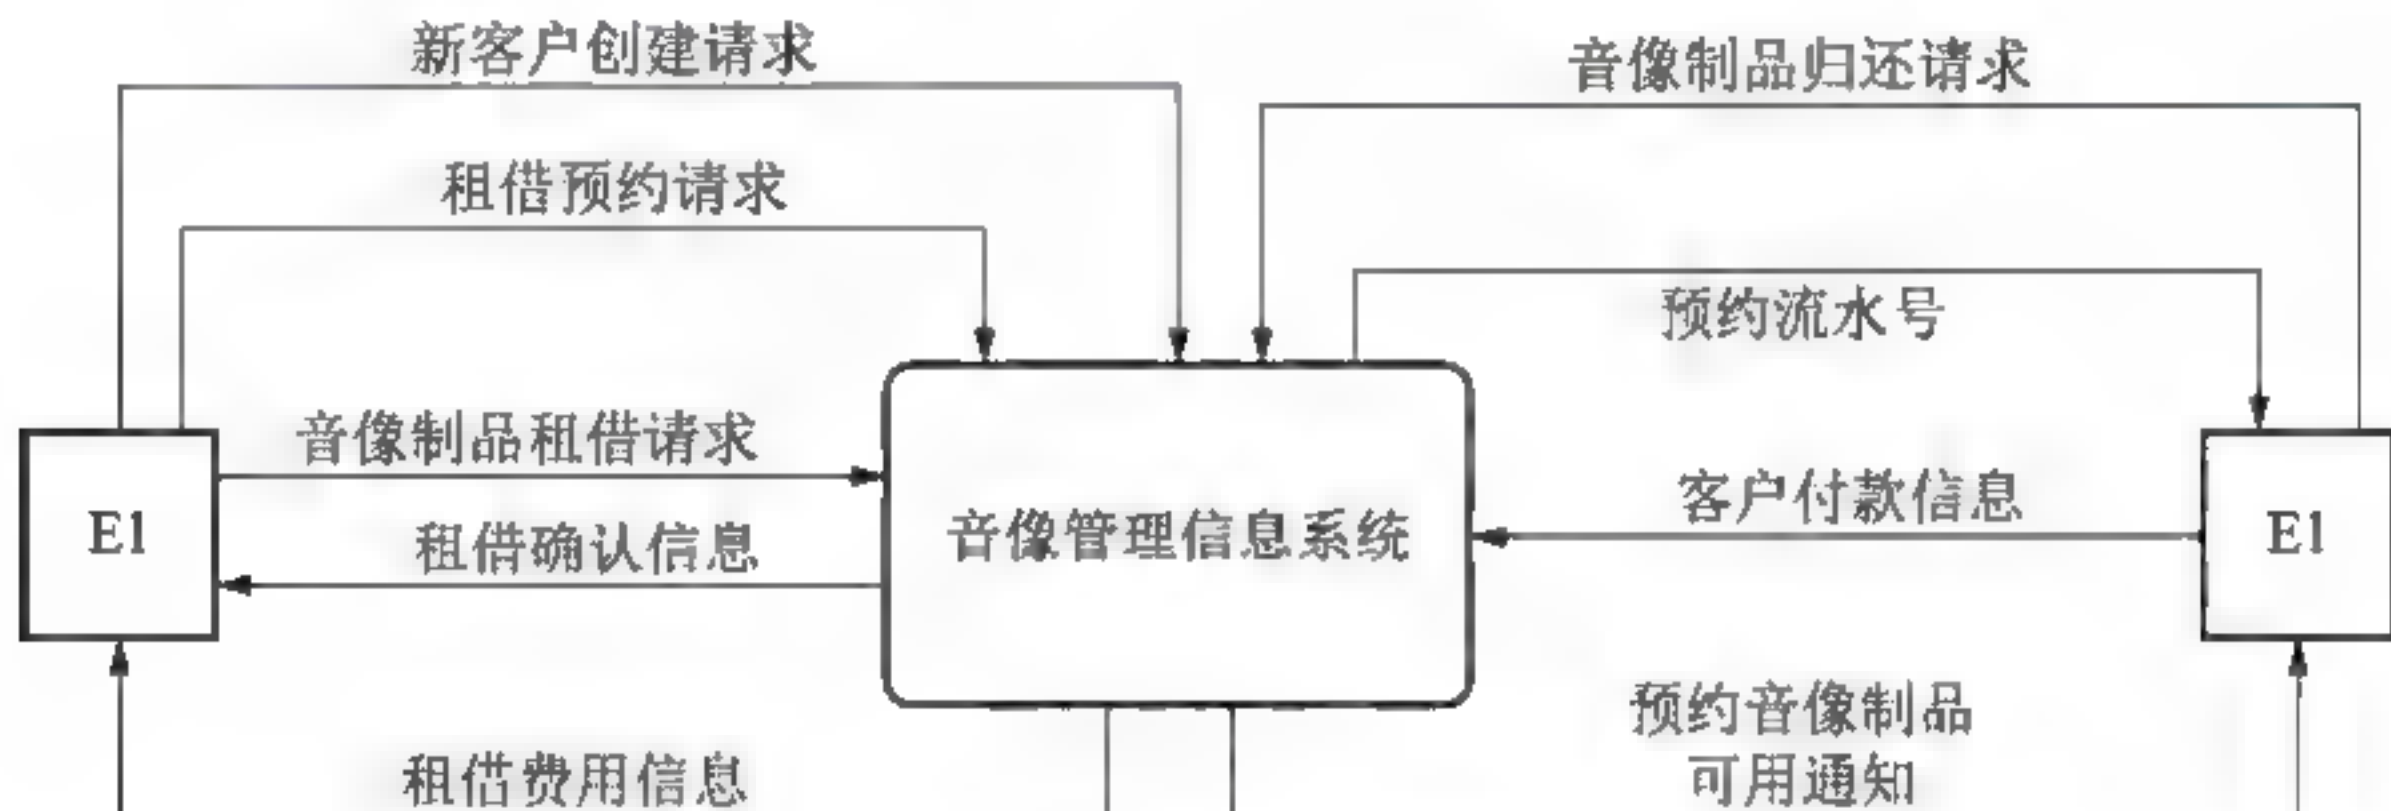 新客户创建请求
音像制品归还请求
租借预约请求
预约流水号
音像制品租借请求
客户付款信息
E1
租借确认信息
音像管理信息系统
E1
预约音像制品
可用通知
租借费用信息